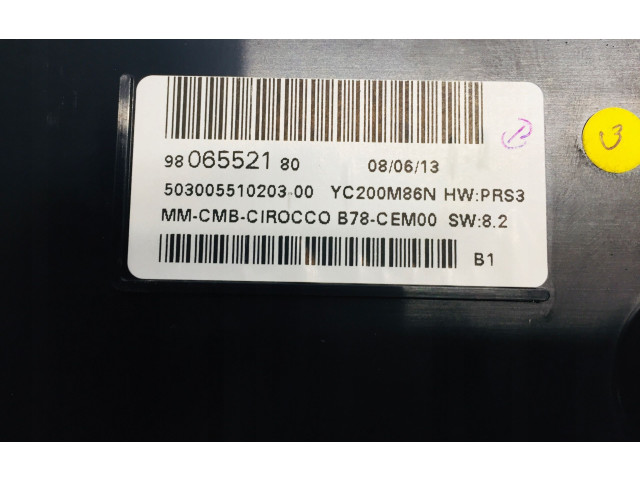 98 065521 80 08/06/13
503005510203-00 YC200M86N HW:PRS3
MM-CMB-CIROCCO B78-CEM00 SW:8.2
B1
3